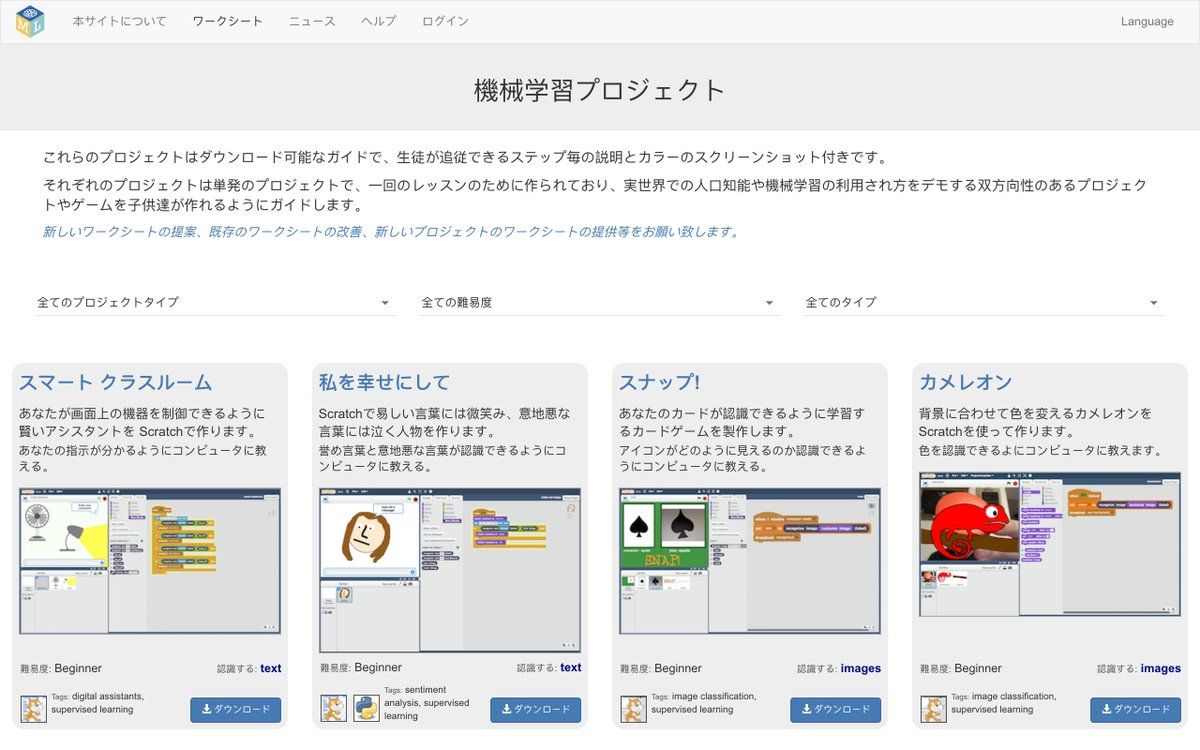 本サイトについて ワークシート ニュース ヘルプ ログイン Language
機械学習プロジェクト
これらのプロジェクトはダウンロード可能なガイドで、生徒が追従できるステップ毎の説明とカラーのスクリーンショット付きです。
それぞれのプロジェクトは単発のプロジェクトで、一回のレッスンのために作られており、実世界での人口知能や機械学習の利用され方をデモする双方向性のあるプロジェク
トやゲームを子供達が作れるようにガイドします。
新しいワークシートの提案、既存のワークシートの改善、新しいプロジェクトのワークシートの提供等をお願い致します。
全てのプロジェクトタイプ 全ての難易度 全てのタイプ
スマート クラスルーム
あなたが画面上の機器を制御できるように
賢いアシスタントを Scratchで作ります。
あなたの指示が分かるようにコンピュータに教
える。
難易度: Beginner 認識する: text
Tags: digital assistants,
supervised learning
ダウンロード
私を幸せにして
Scratchで易しい言葉には微笑み、意地悪な
言葉には泣く人物を作ります。
誉め言葉と意地悪な言葉が認識できるようにコ
ンピュータに教える。
難易度: Beginner 認識する: text
Tags: sentiment
analysis, supervised
learning
ダウンロード
スナップ!
あなたのカードが認識できるように学習す
るカードゲームを製作します。
アイコンがどのように見えるのか認識できるよ
うにコンピュータに教える。
SNAP!
難易度: Beginner 認識する: images
Tags: image classification,
supervised learning
ダウンロード
カメレオン
背景に合わせて色を変えるカメレオンを
Scratchを使って作ります。
色を認識できるよにコンピュータに教えます。
難易度: Beginner 認識する: images
Tags: image classification,
supervised learning
ダウンロード